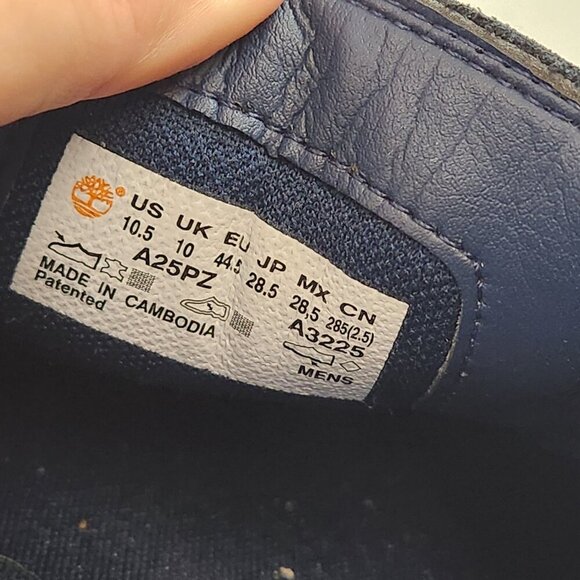 US UK EU JP MX CN
10.5 10 44.5 28.5 28.5 285(2.5)
A25PZ A3225
MADE IN CAMBODIA
Patented
MENS